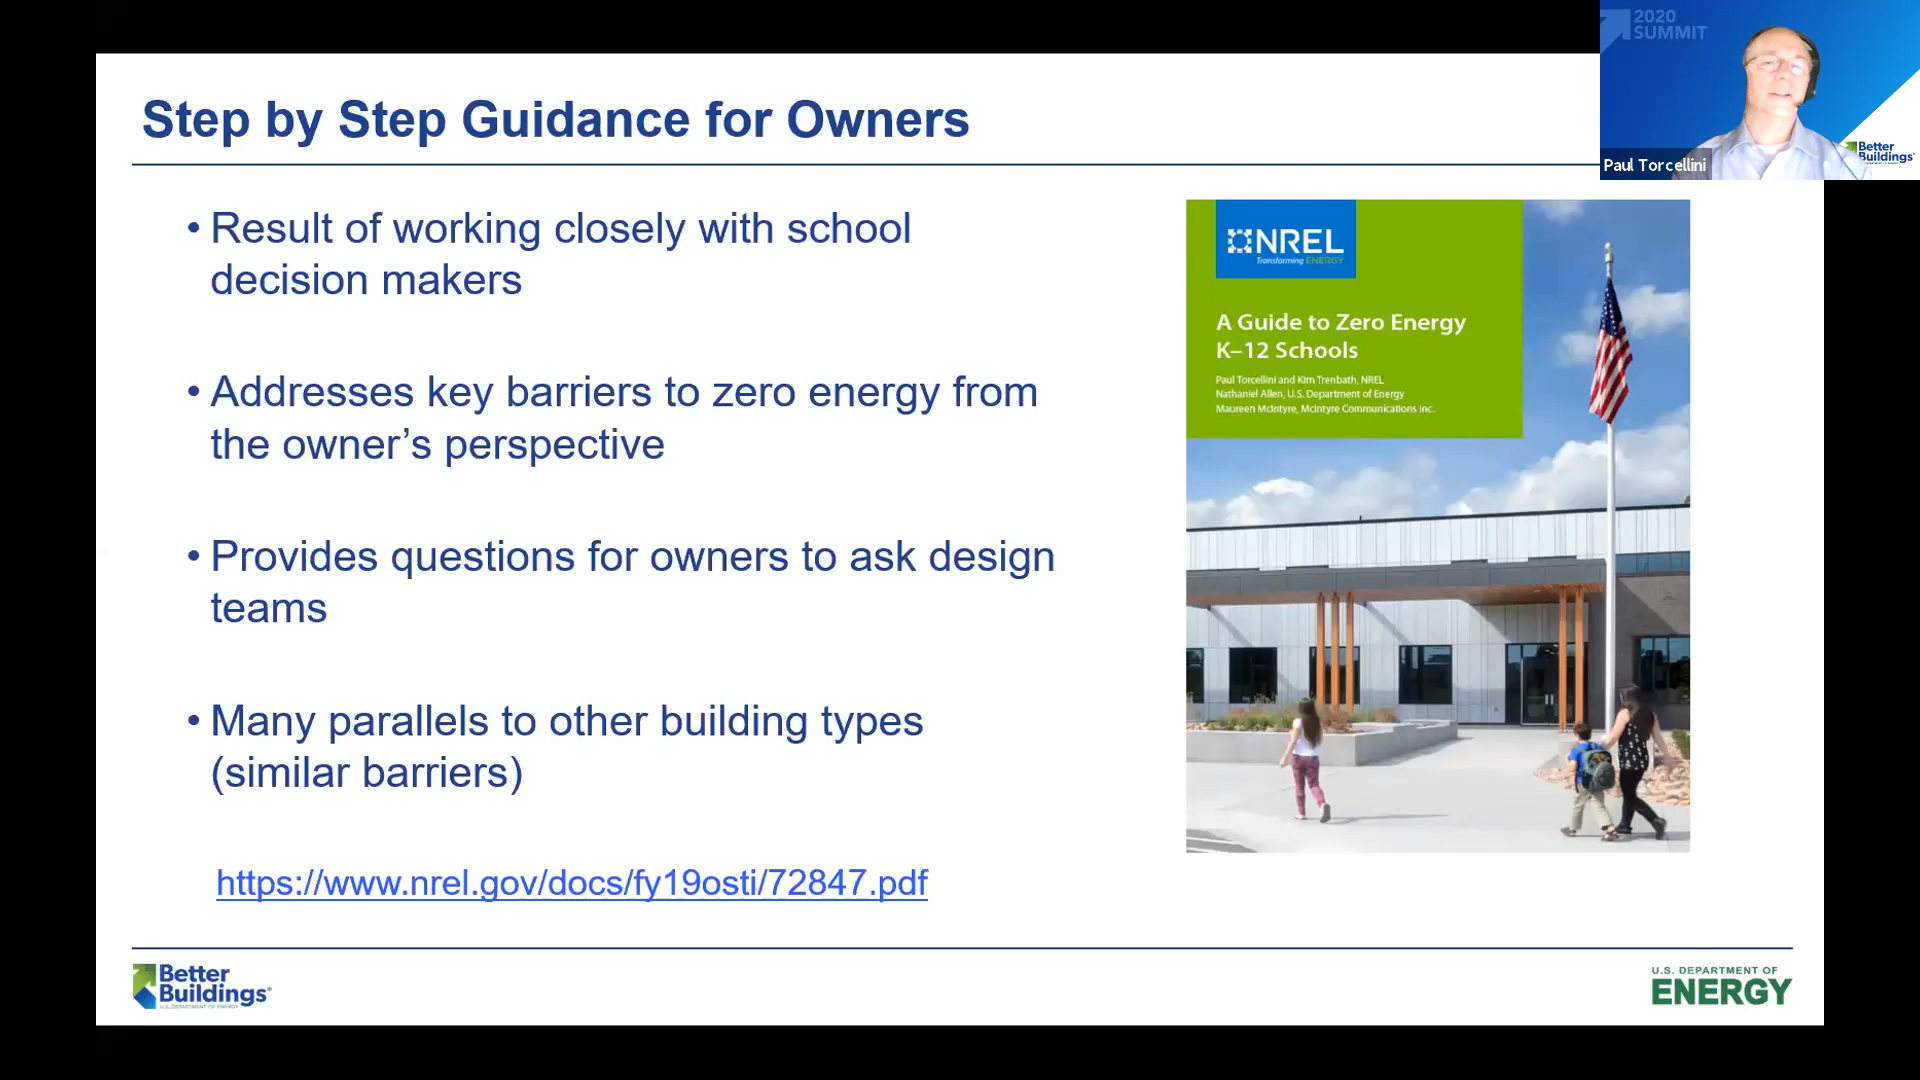 2020
SUMMIT
Better
Buildings
Paul Torcellini
Step by Step Guidance for Owners
• Result of working closely with school
decision makers
• Addresses key barriers to zero energy from
the owner’s perspective
• Provides questions for owners to ask design
teams
• Many parallels to other building types
(similar barriers)
https://www.nrel.gov/docs/fy19osti/72847.pdf
NREL
Transforming ENERGY
A Guide to Zero Energy
K–12 Schools
Paul Torcellini and Kim Trenbath, NREL
Nathaniel Allen, U.S. Department of Energy
Maureen McIntyre, McIntyre Communications Inc.
Better
Buildings®
U.S. DEPARTMENT OF ENERGY
U.S. DEPARTMENT OF
ENERGY